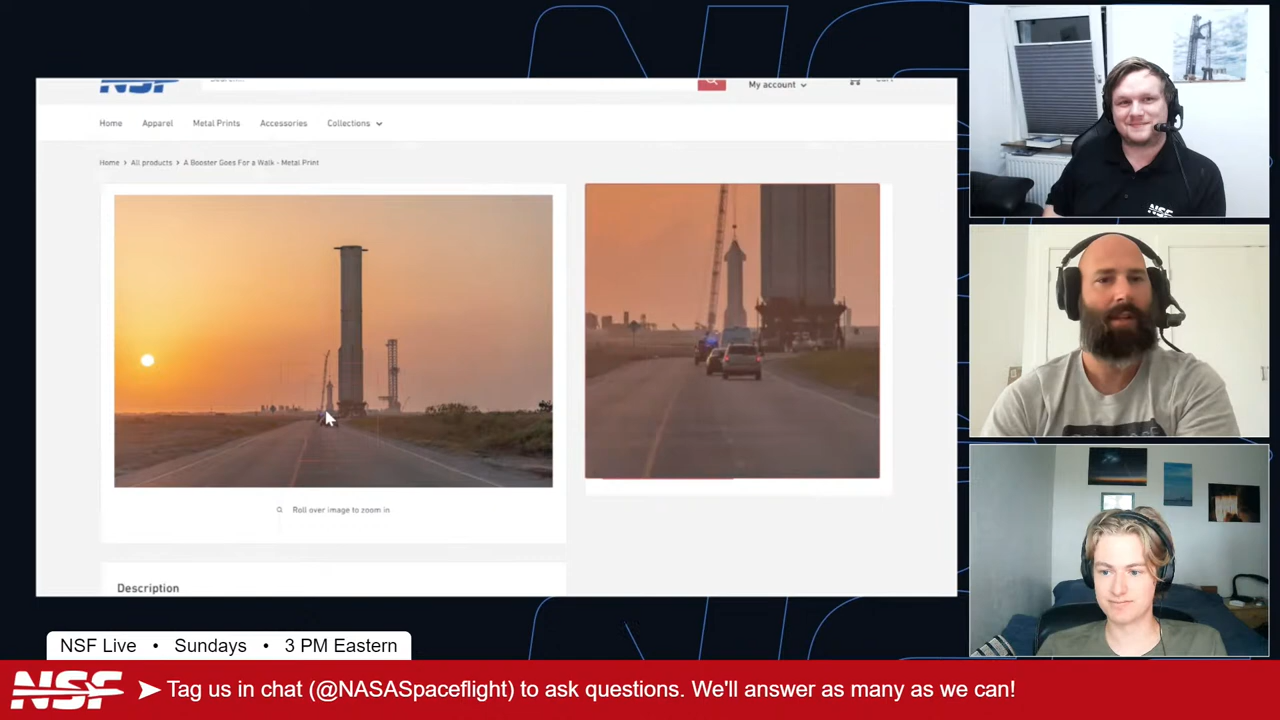 NSF
My account
Home Apparel Metal Prints Accessories Collections
Home > All products > A Booster Goes For a Walk - Metal Print
Roll over image to zoom in
Description
NSF
NSF Live • Sundays • 3 PM Eastern
NSF Tag us in chat (@NASASpaceflight) to ask questions. We'll answer as many as we can!